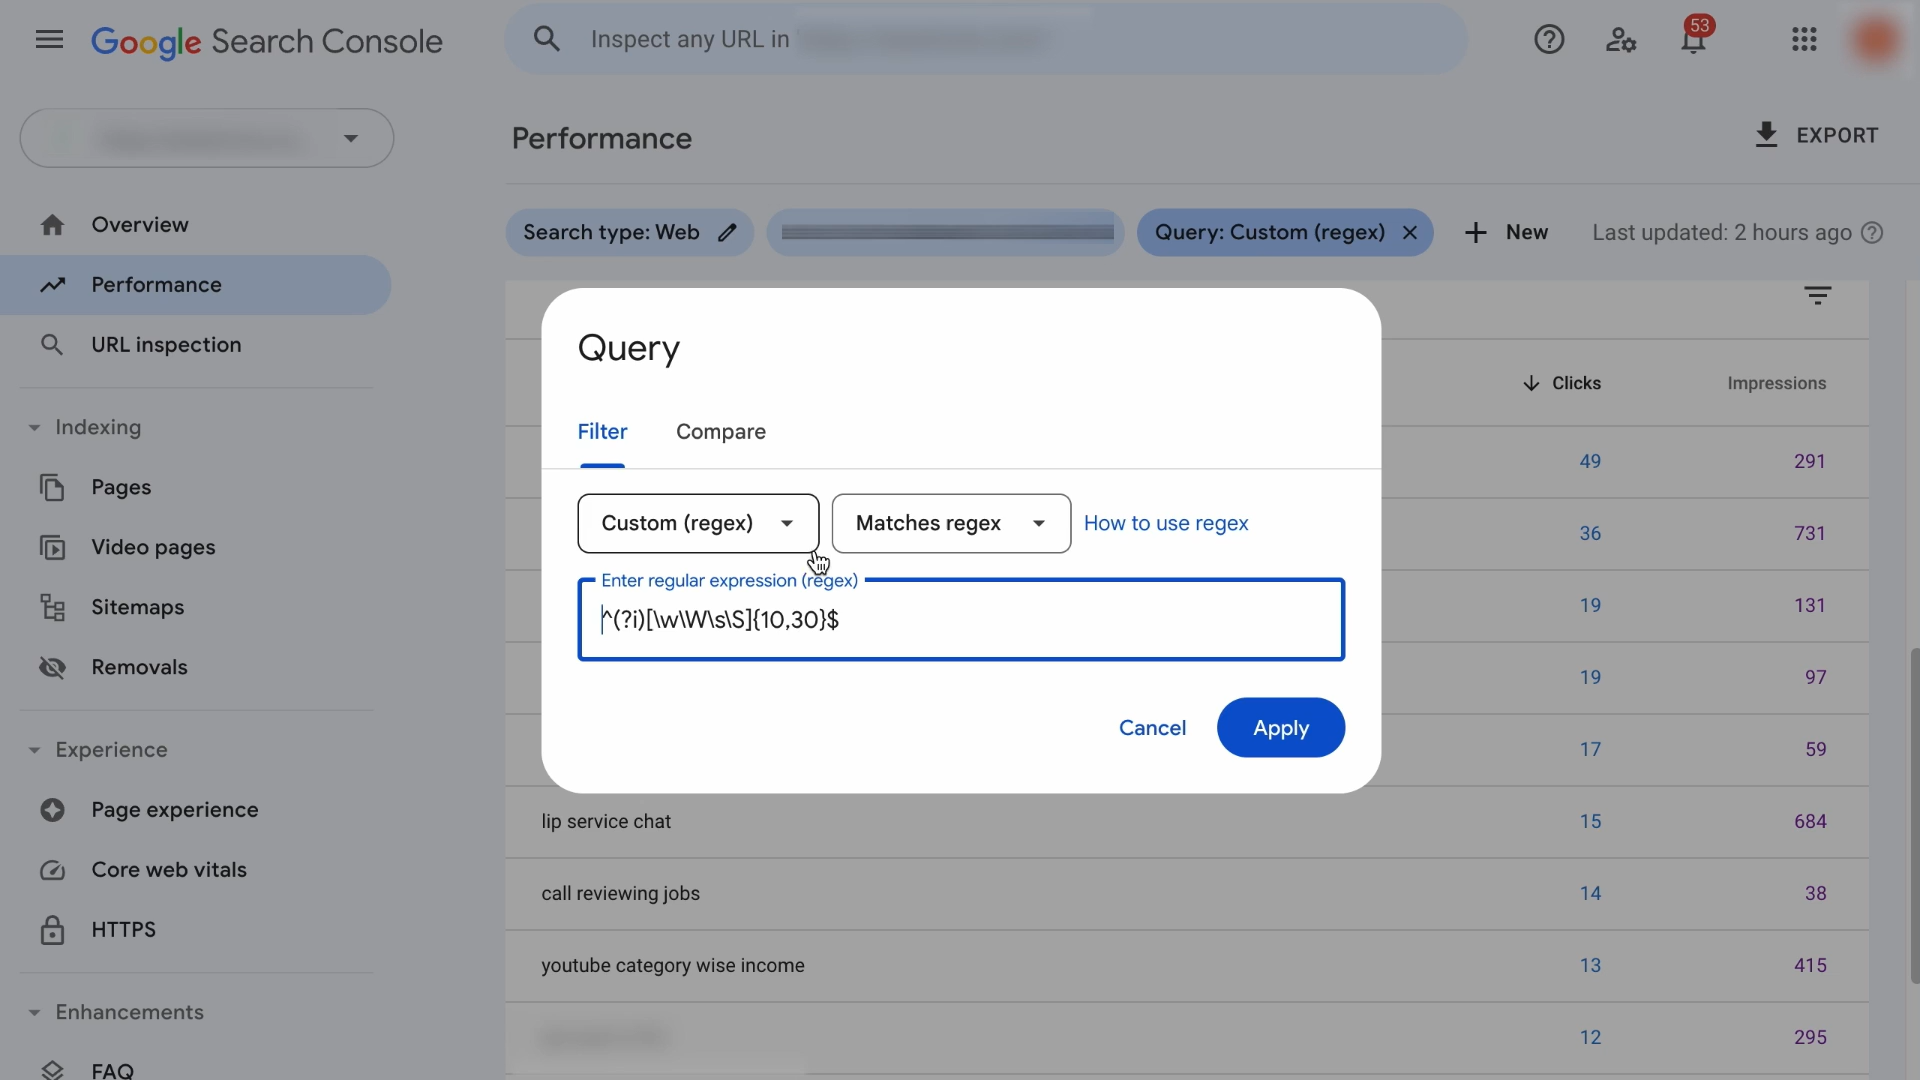 Google Search Console
Inspect any URL in
53
Performance
EXPORT
Search type: Web
Query: Custom (regex)
New
Last updated: 2 hours ago
Overview
Performance
URL inspection
Indexing
Pages
Video pages
Sitemaps
Removals
Experience
Page experience
Core web vitals
HTTPS
Enhancements
FAQ
Query
Filter
Compare
Custom (regex)
Matches regex
How to use regex
Enter regular expression (regex)
^(?i)[\w\W\s\S]{10,30}$
Cancel
Apply
Clicks
Impressions
49
291
36
731
19
131
19
97
17
59
lip service chat
15
684
call reviewing jobs
14
38
youtube category wise income
13
415
12
295